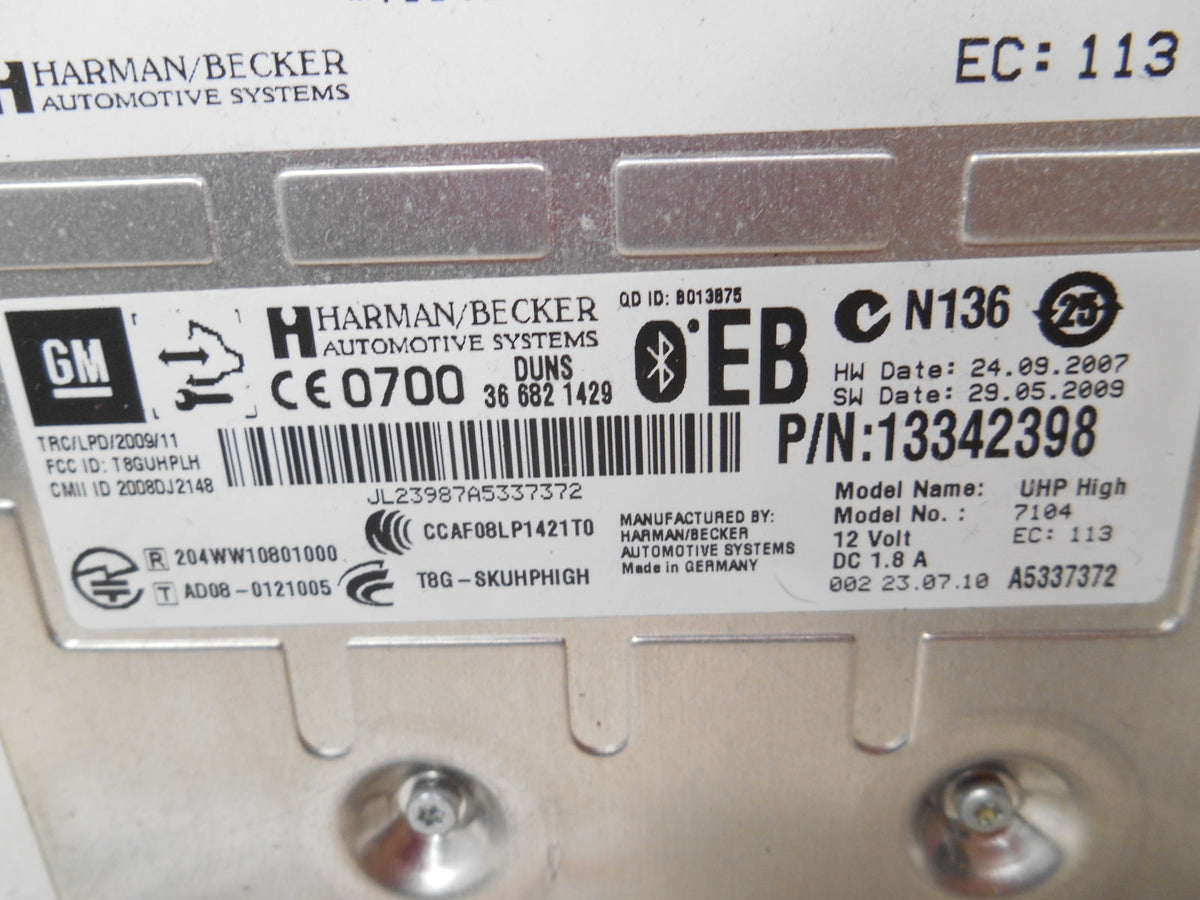 HARMAN/BECKER
AUTOMOTIVE SYSTEMS
EC: 113
GM
HARMAN/BECKER
AUTOMOTIVE SYSTEMS
CE 0700
DUNS
36 682 1429
QD ID: B013875
EB
N136
25
HW Date: 24.09.2007
SW Date: 29.05.2009
P/N:13342398
TRC/LPD/2009/11
FCC ID: T8GUHPLH
CMII ID 2008DJ2148
JL23987A5337372
R 204WW10801000
T AD08-0121005
CCAF08LP1421T0
T8G-SKUHPHIGH
MANUFACTURED BY:
HARMAN/BECKER
AUTOMOTIVE SYSTEMS
Made in GERMANY
Model Name: UHP High
Model No. : 7104
12 Volt EC: 113
DC 1.8 A
002 23.07.10 A5337372